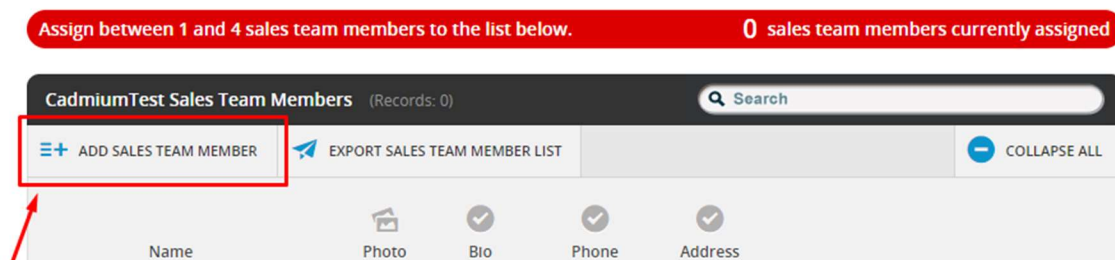 Assign between 1 and 4 sales team members to the list below. 0 sales team members currently assigned
CadmiumTest Sales Team Members (Records: 0) Search
ADD SALES TEAM MEMBER EXPORT SALES TEAM MEMBER LIST COLLAPSE ALL
Name Photo Bio Phone Address